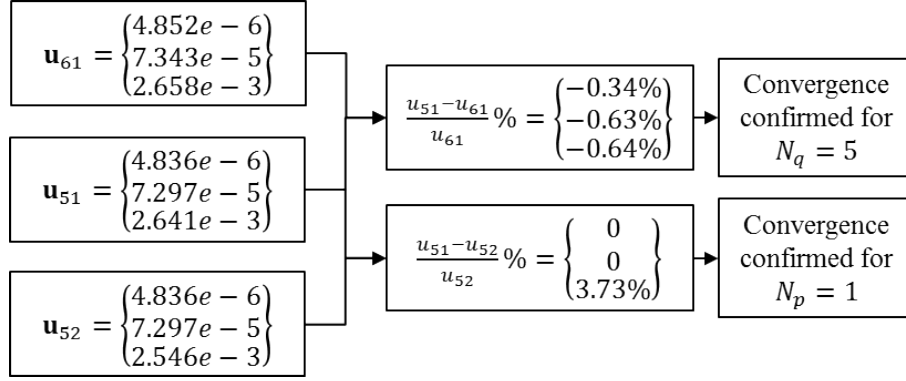 u₆₁ = {4.852e − 6
7.343e − 5
2.658e − 3}
u₅₁ = {4.836e − 6
7.297e − 5
2.641e − 3}
u₅₂ = {4.836e − 6
7.297e − 5
2.546e − 3}
(u₅₁−u₆₁)/u₆₁ % = {−0.34%
−0.63%
−0.64%}
Convergence
confirmed for
N_q = 5
(u₅₁−u₅₂)/u₅₂ % = {0
0
3.73%}
Convergence
confirmed for
N_p = 1